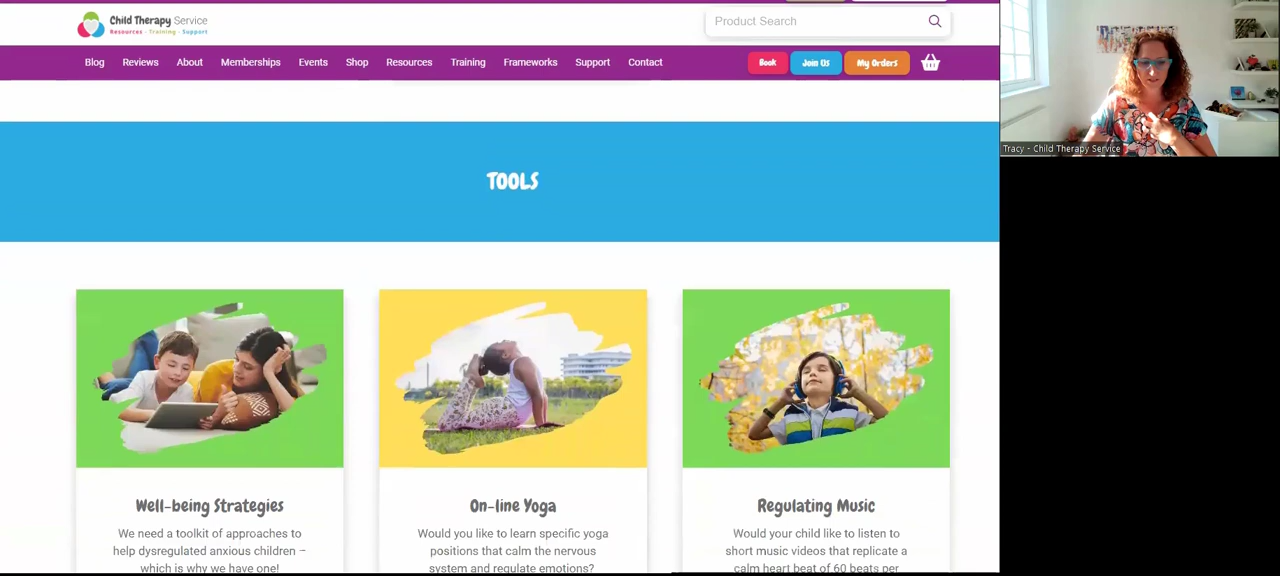 Child Therapy Service
Resources - Training - Support
Product Search
Blog Reviews About Memberships Events Shop Resources Training Frameworks Support Contact Book Join Us My Orders
Tracy - Child Therapy Service
TOOLS
Well-being Strategies
We need a toolkit of approaches to
help dysregulated anxious children –
which is why we have one!
On-line Yoga
Would you like to learn specific yoga
positions that calm the nervous
system and regulate emotions?
Regulating Music
Would your child like to listen to
short music videos that replicate a
calm heart beat of 60 beats per